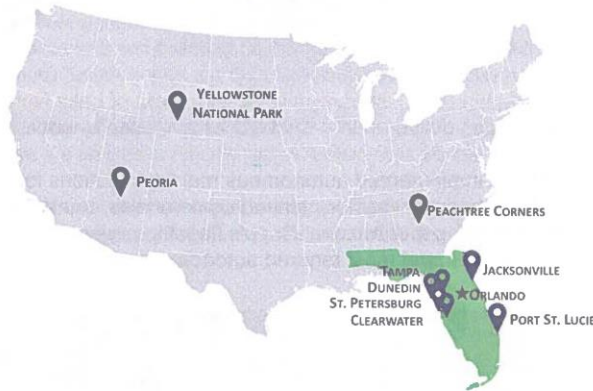 YELLOWSTONE
NATIONAL PARK
PEORIA
PEACHTREE CORNERS
JACKSONVILLE
TAMPA
DUNEDIN
ORLANDO
ST. PETERSBURG
CLEARWATER
PORT ST. LUCIE